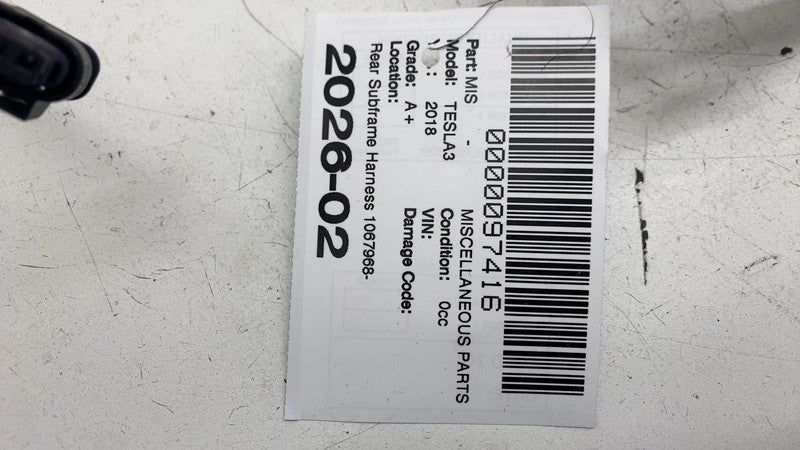 0000097416
Part: MIS - MISCELLANEOUS PARTS
Model: TESLA3 Condition: 0cc
2018 VIN:
Grade: A+ Damage Code:
Location:
Rear Subframe Harness 1067968-
2026-02